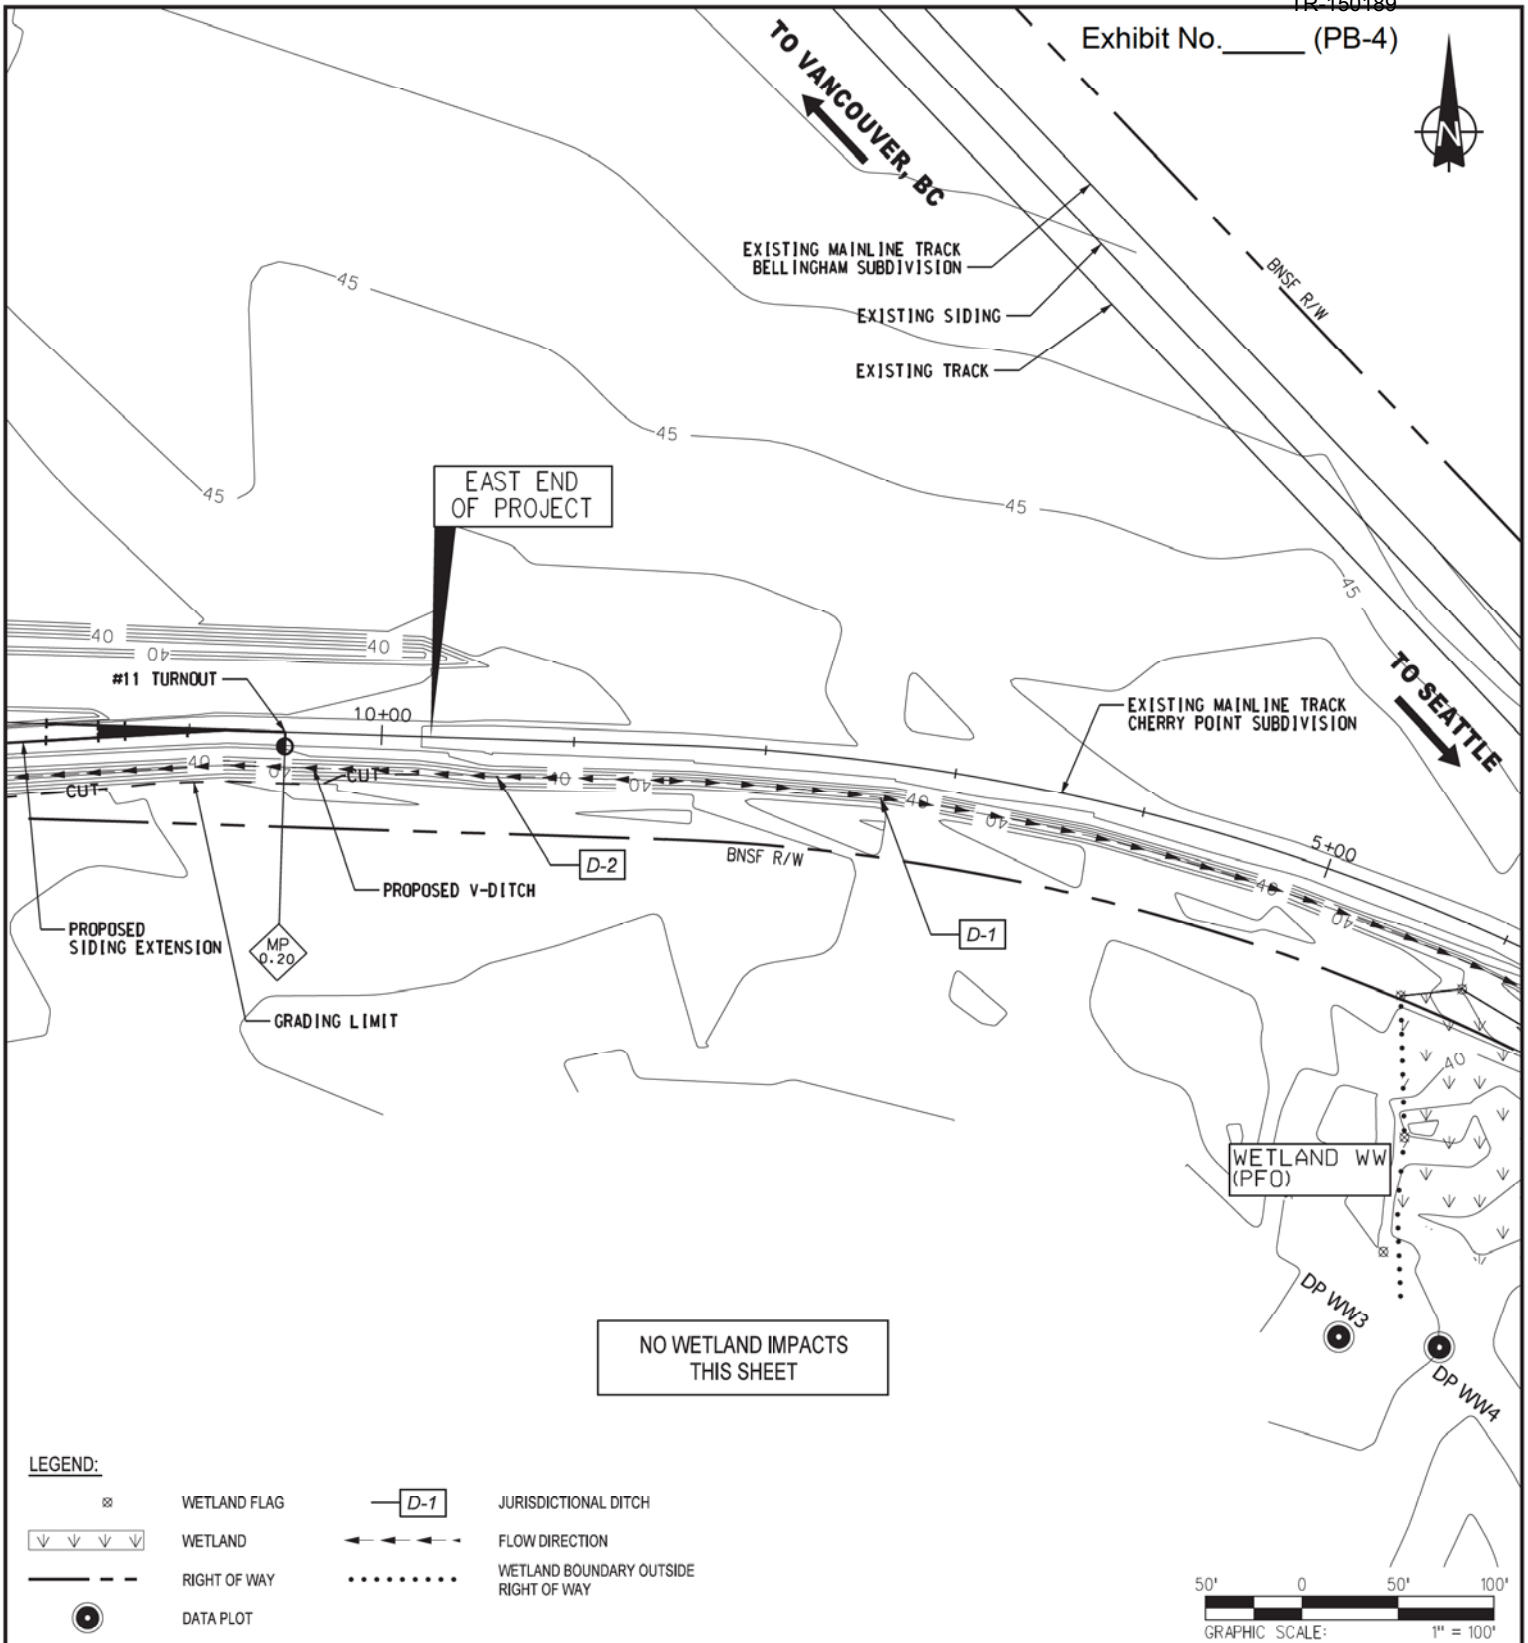 TR-150189
Exhibit No._____ (PB-4)
N
TO VANCOUVER, BC
EXISTING MAINLINE TRACK
BELLINGHAM SUBDIVISION
EXISTING SIDING
EXISTING TRACK
BNSF R/W
45
45
45
45
45
EAST END
OF PROJECT
TO SEATTLE
40
40
40
#11 TURNOUT
10+00
EXISTING MAINLINE TRACK
CHERRY POINT SUBDIVISION
40
40
CUT
CUT
40
40
40
40
5+00
40
40
BNSF R/W
D-2
PROPOSED V-DITCH
D-1
PROPOSED
SIDING EXTENSION
MP
0.20
GRADING LIMIT
40
WETLAND WW
(PFO)
DP WW3
DP WW4
NO WETLAND IMPACTS
THIS SHEET
LEGEND:
WETLAND FLAG
D-1
JURISDICTIONAL DITCH
WETLAND
FLOW DIRECTION
RIGHT OF WAY
WETLAND BOUNDARY OUTSIDE
RIGHT OF WAY
DATA PLOT
50' 0 50' 100'
GRAPHIC SCALE: 1" = 100'